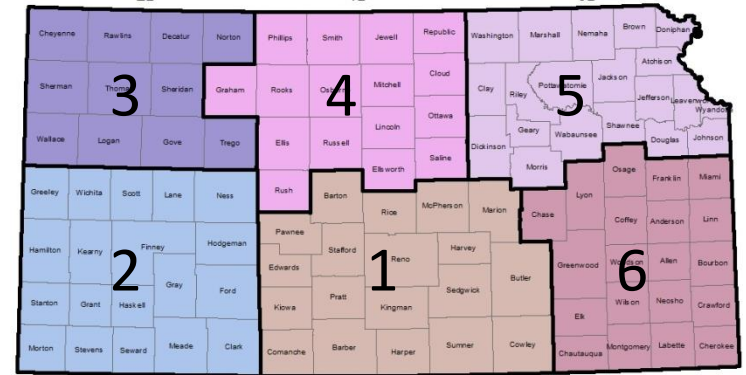 Cheyenne Rawlins Decatur Norton Phillips Smith Jewell Republic Washington Marshall Nemaha Brown Doniphan
Sherman Thomas Sheridan Graham Rooks Osborne Mitchell Cloud Clay Riley Pottawatomie Jackson Atchison
Jefferson Leavenworth Wyandotte
3 4 5
Wallace Logan Gove Trego Ellis Russell Lincoln Ottawa Dickinson Geary Wabaunsee Shawnee Douglas Johnson
Ellsworth Saline Morris
Greeley Wichita Scott Lane Ness Rush Barton Rice McPherson Marion Chase Lyon Osage Franklin Miami
Hamilton Kearny Finney Hodgeman Pawnee Stafford Reno Harvey Coffey Anderson Linn
Edwards Butler Greenwood Woodson Allen Bourbon
2 1 6
Stanton Grant Haskell Gray Ford Kiowa Pratt Kingman Sedgwick Elk Wilson Neosho Crawford
Morton Stevens Seward Meade Clark Comanche Barber Harper Sumner Cowley Chautauqua Montgomery Labette Cherokee